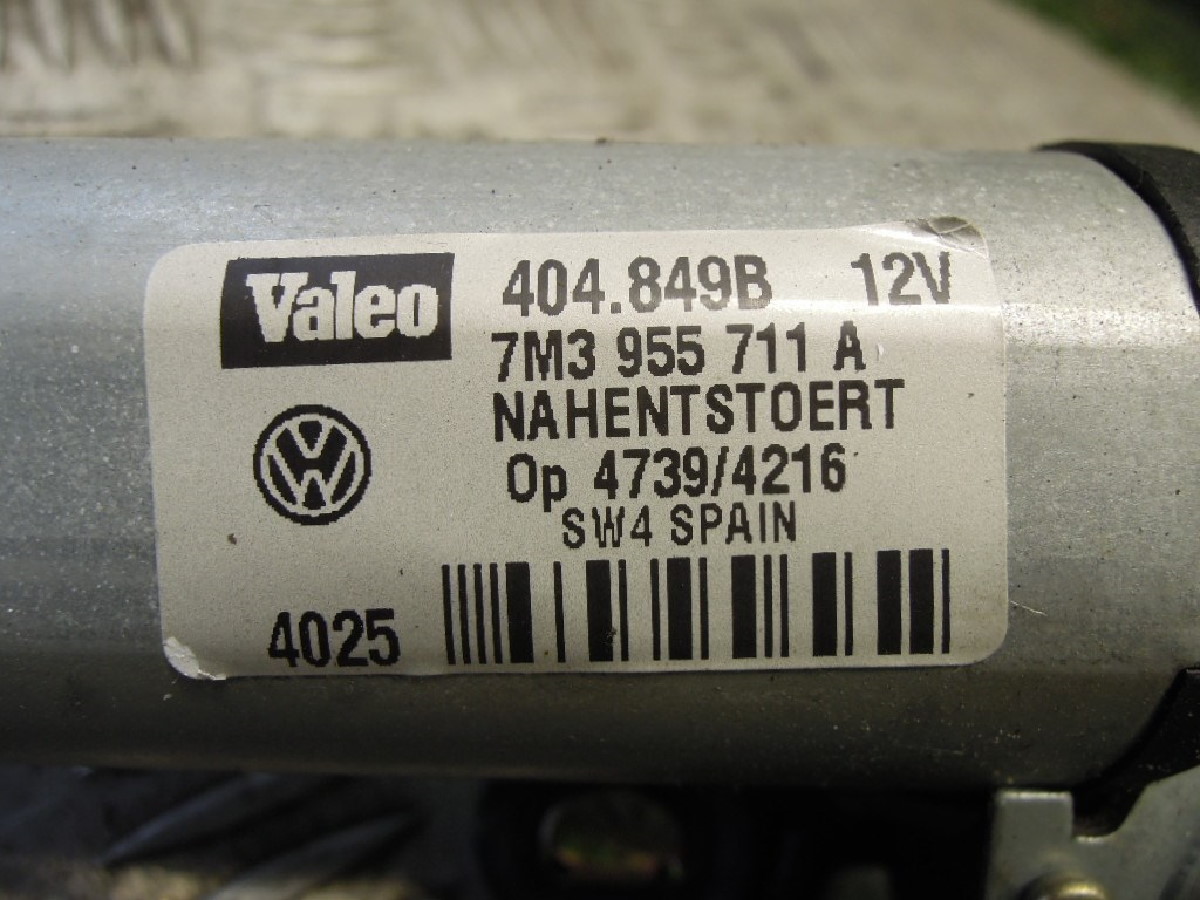 Valeo 404.849B 12V
7M3 955 711 A
NAHENTSTOERT
Op 4739/4216
SW4 SPAIN
4025